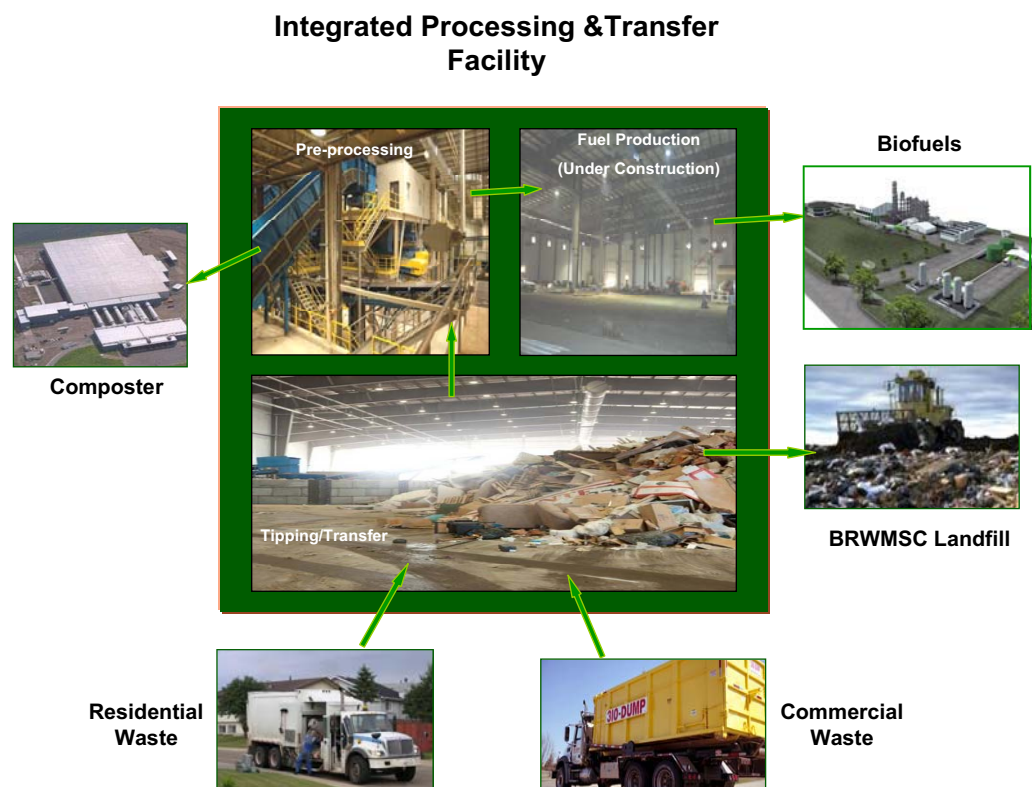 Integrated Processing &Transfer
Facility
Pre-processing
Fuel Production
(Under Construction)
Biofuels
Composter
Tipping/Transfer
BRWMSC Landfill
Residential
Waste
310-DUMP
Commercial
Waste